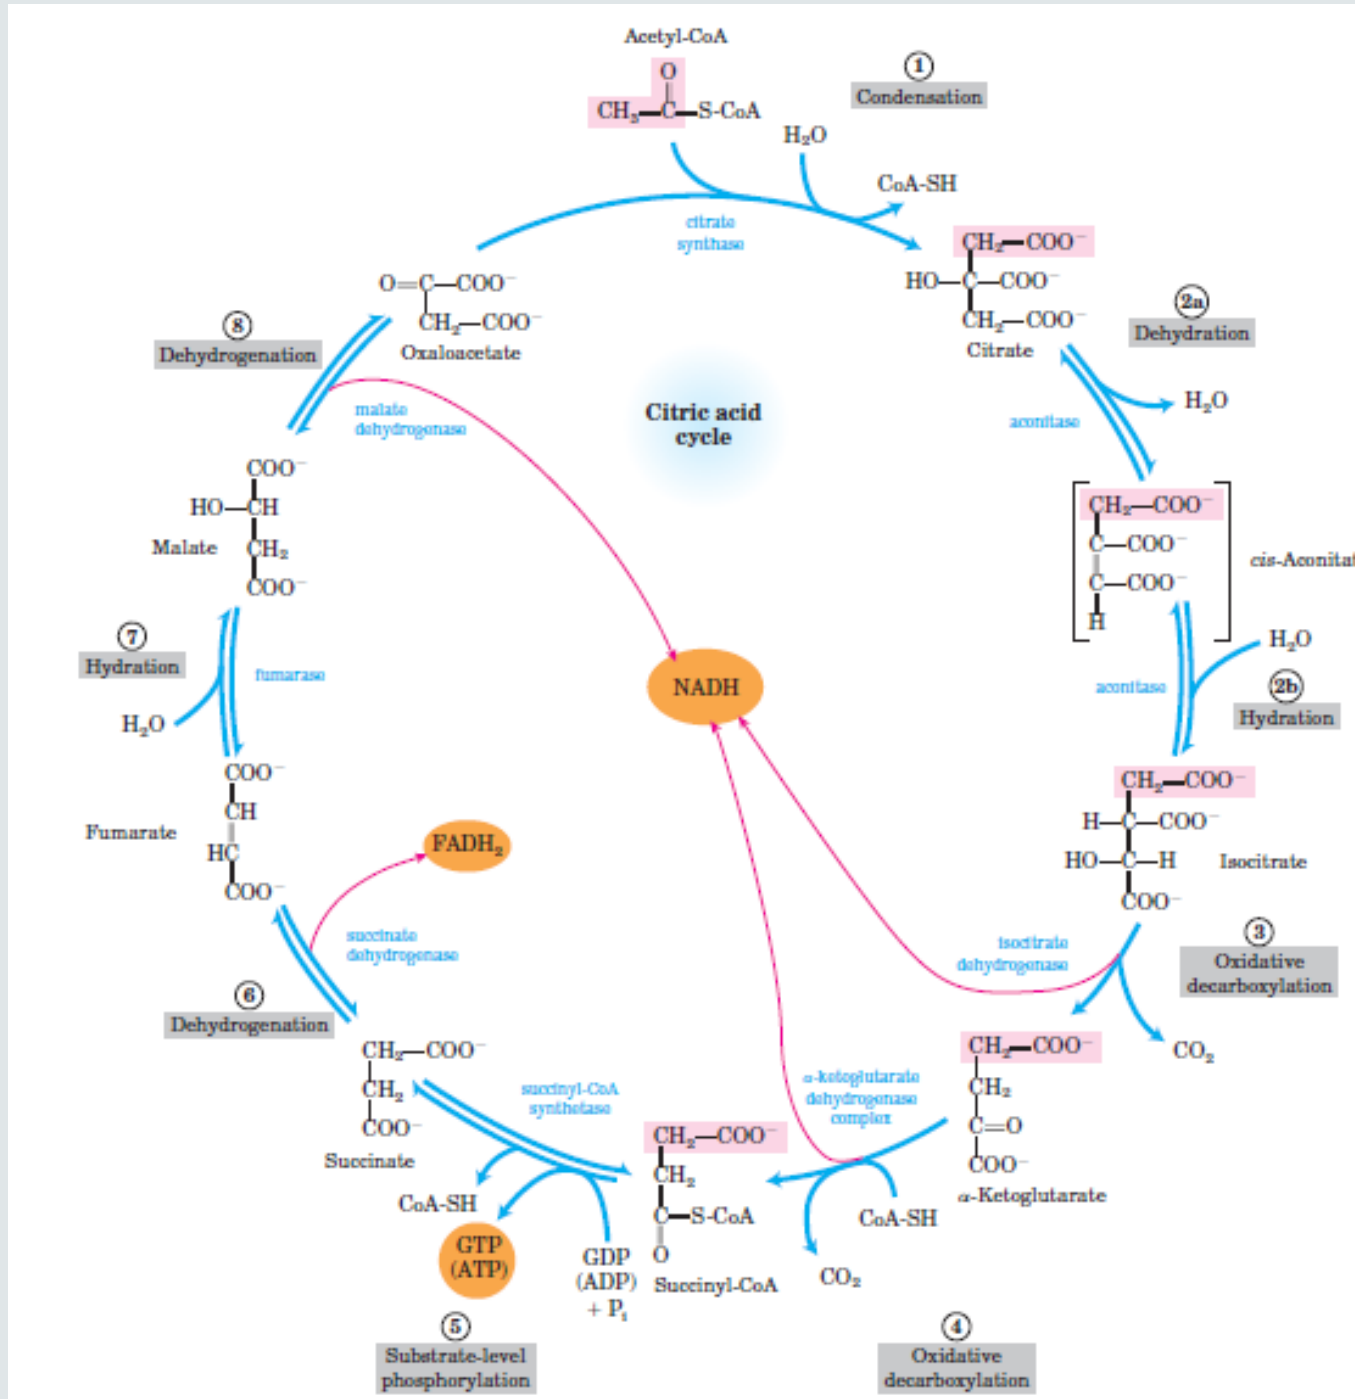 Acetyl-CoA
O
CH₃—C—S-CoA
①
Condensation
H₂O
CoA-SH
citrate
synthase
CH₂—COO⁻
HO—C—COO⁻
CH₂—COO⁻
Citrate
2a
Dehydration
H₂O
aconitase
CH₂—COO⁻
C—COO⁻
C—COO⁻
H
cis-Aconitat
H₂O
aconitase
2b
Hydration
CH₂—COO⁻
H—C—COO⁻
HO—C—H
COO⁻
Isocitrate
③
Oxidative
decarboxylation
isocitrate
dehydrogenase
CO₂
CH₂—COO⁻
CH₂
C=O
COO⁻
α-Ketoglutarate
α-ketoglutarate
dehydrogenase
complex
CoA-SH
CO₂
④
Oxidative
decarboxylation
CH₂—COO⁻
CH₂
C—S-CoA
O
Succinyl-CoA
succinyl-CoA
synthetase
GDP
(ADP)
+ Pᵢ
GTP
(ATP)
CoA-SH
⑤
Substrate-level
phosphorylation
CH₂—COO⁻
CH₂
COO⁻
Succinate
⑥
Dehydrogenation
succinate
dehydrogenase
FADH₂
COO⁻
CH
HC
COO⁻
Fumarate
H₂O
⑦
Hydration
fumarase
COO⁻
HO—CH
CH₂
COO⁻
Malate
⑧
Dehydrogenation
malate
dehydrogenase
O=C—COO⁻
CH₂—COO⁻
Oxaloacetate
Citric acid
cycle
NADH